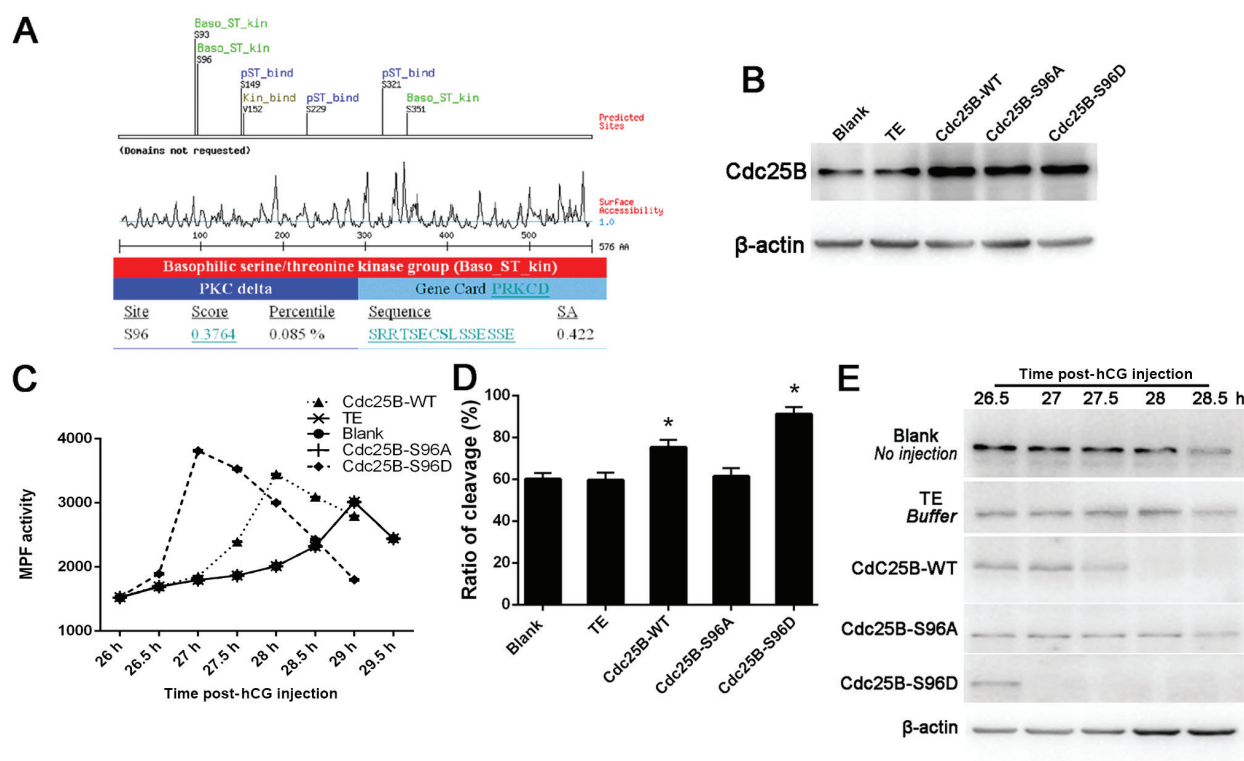 A
Baso_ST_kin
S93
Baso_ST_kin
S96
pST_bind
S149
Kin_bind
V152
pST_bind
S229
pST_bind
S321
Baso_ST_kin
S351
Predicted
Sites
(Domains not requested)
Surface
Accessibility
1.0
100 200 300 400 500 576 AA
Basophilic serine/threonine kinase group (Baso_ST_kin)
PKC delta Gene Card PRKCD
Site Score Percentile Sequence SA
S96 0.3764 0.085 % SRRTSECSLSSESSE 0.422
B
Blank TE Cdc25B-WT Cdc25B-S96A Cdc25B-S96D
Cdc25B
β-actin
C
Cdc25B-WT
TE
Blank
Cdc25B-S96A
Cdc25B-S96D
MPF activity
4000
3000
2000
1000
26 h 26.5 h 27 h 27.5 h 28 h 28.5 h 29 h 29.5 h
Time post-hCG injection
D
Ratio of cleavage (%)
100
80
60
40
20
0
* *
Blank TE Cdc25B-WT Cdc25B-S96A Cdc25B-S96D
E
Time post-hCG injection
26.5 27 27.5 28 28.5 h
Blank
No injection
TE
Buffer
CdC25B-WT
Cdc25B-S96A
Cdc25B-S96D
β-actin